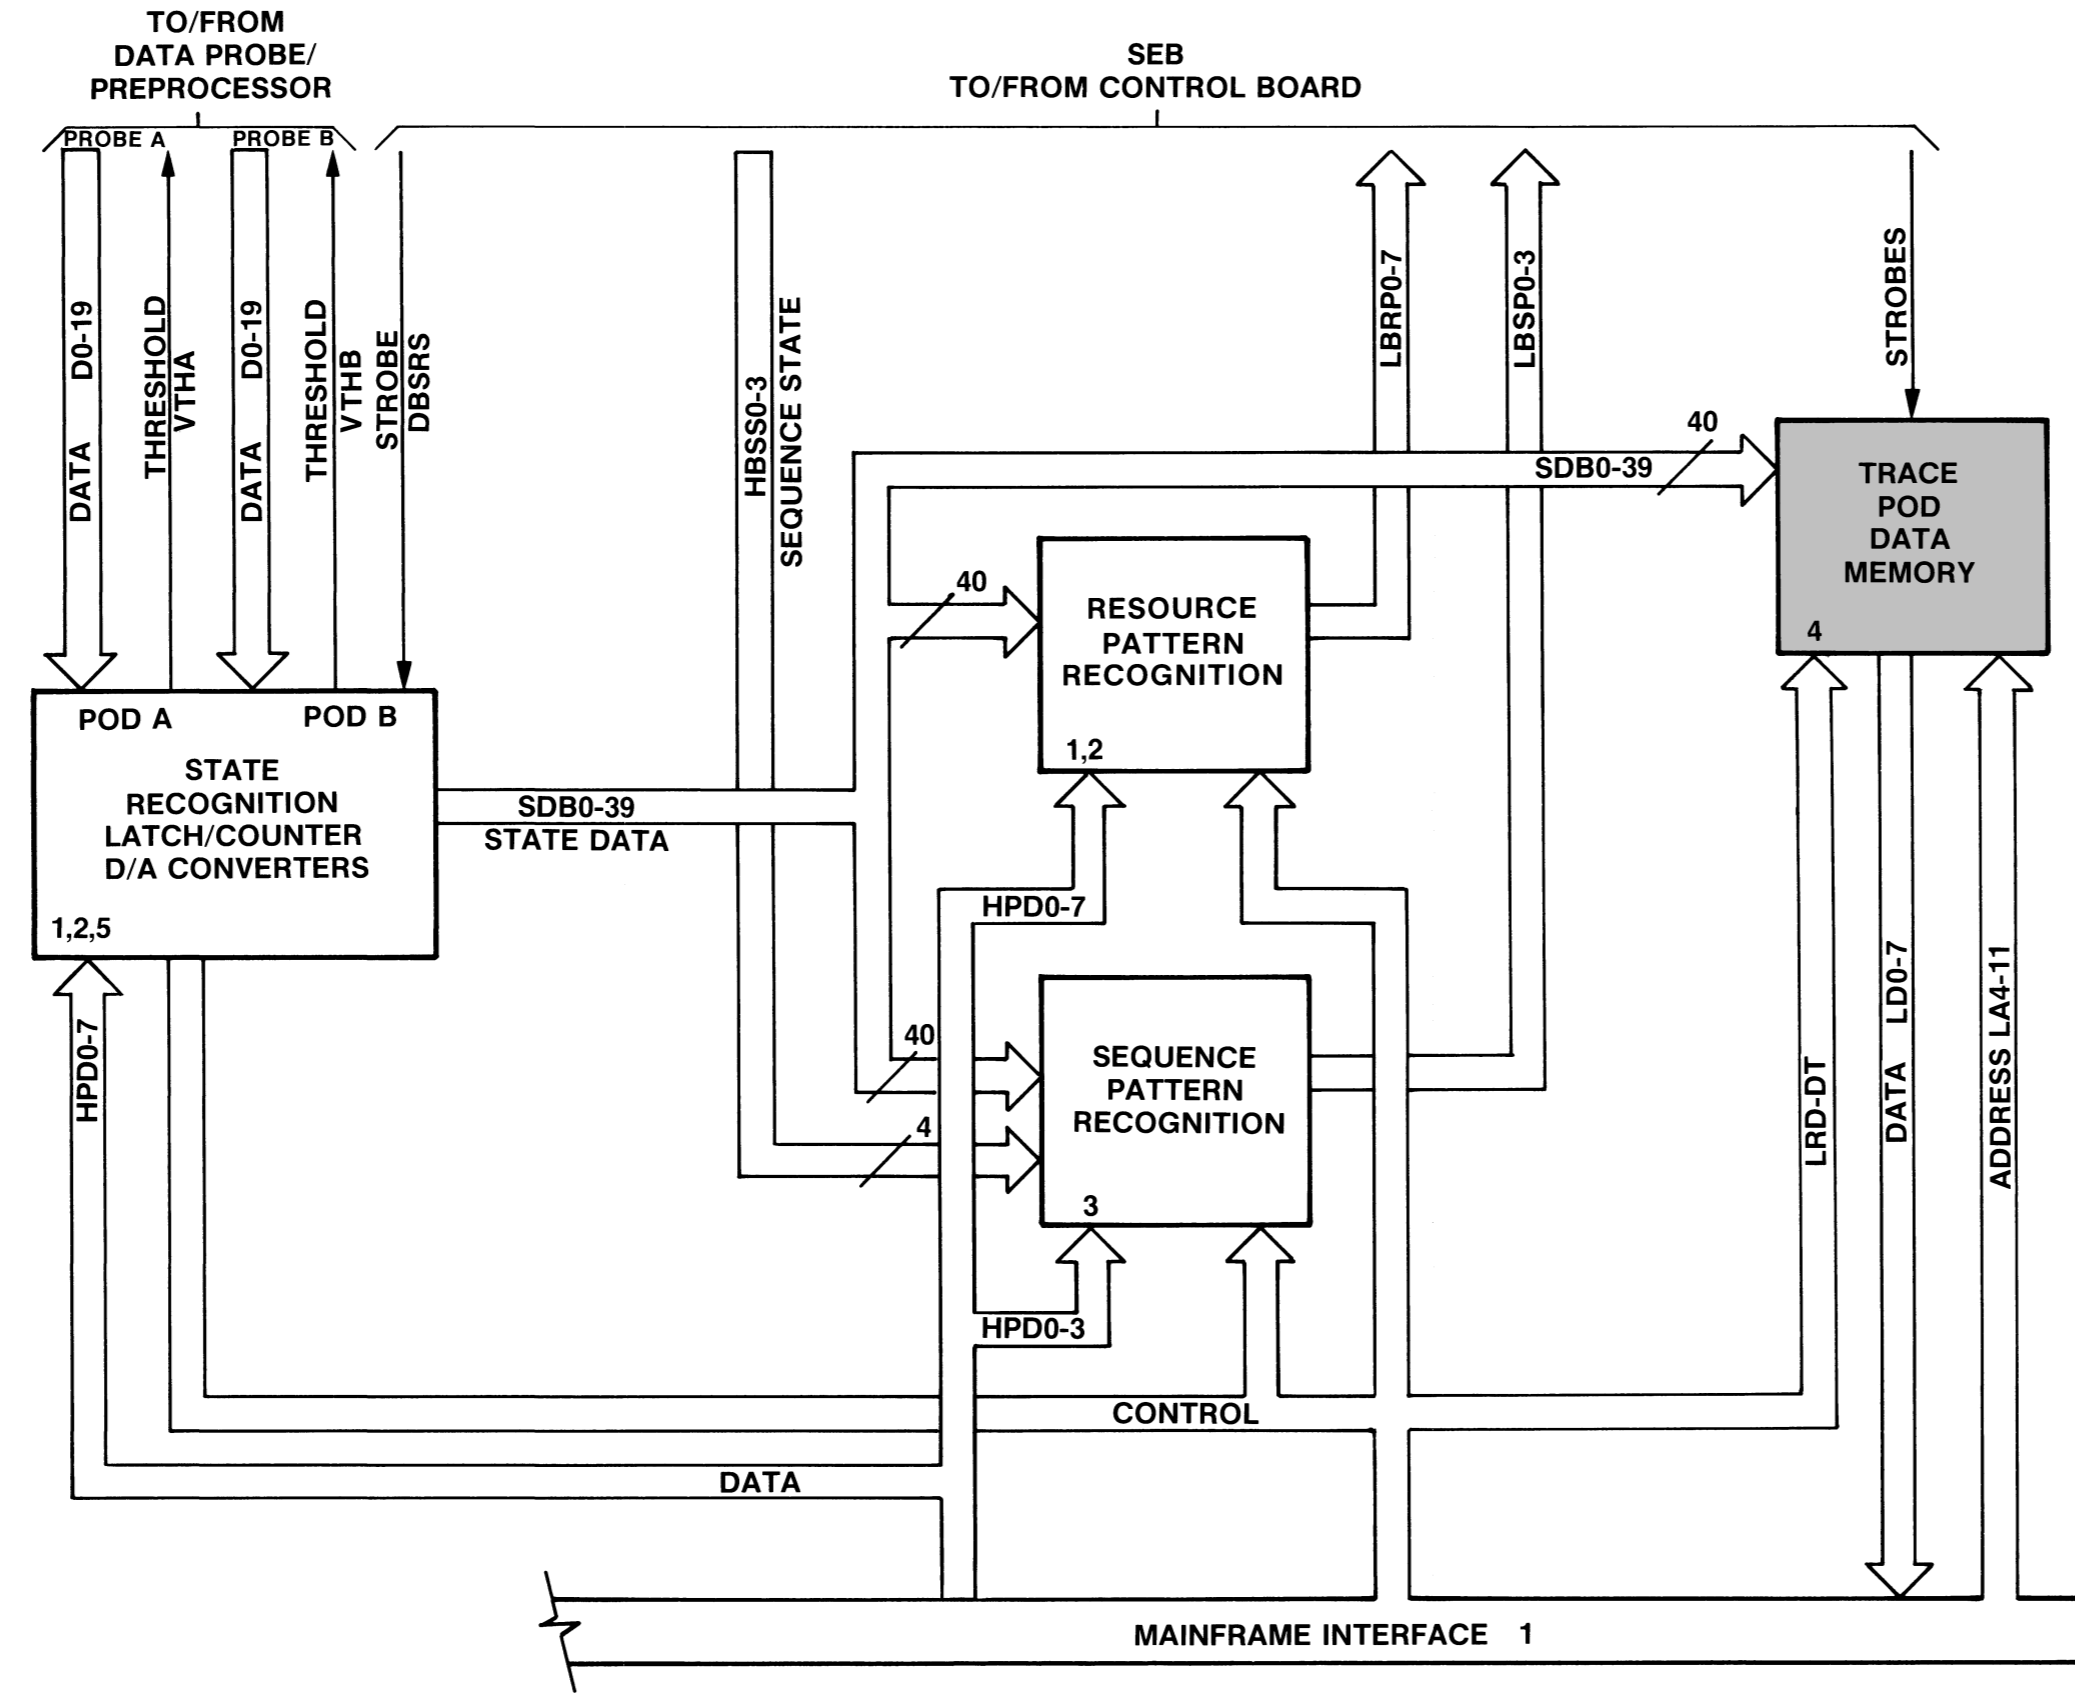 TO/FROM
DATA PROBE/
PREPROCESSOR
SEB
TO/FROM CONTROL BOARD
PROBE A
PROBE B
DATA D0-19
THRESHOLD
VTHA
DATA D0-19
THRESHOLD
VTHB
STROBE
DBSRS
HBSS0-3
SEQUENCE STATE
LBRP0-7
LBSP0-3
STROBES
40
SDB0-39
TRACE
POD
DATA
MEMORY
4
40
RESOURCE
PATTERN
RECOGNITION
1,2
POD A
POD B
STATE
RECOGNITION
LATCH/COUNTER
D/A CONVERTERS
1,2,5
SDB0-39
STATE DATA
HPD0-7
HPD0-7
40
4
SEQUENCE
PATTERN
RECOGNITION
3
HPD0-3
LRD-DT
DATA LD0-7
ADDRESS LA4-11
CONTROL
DATA
MAINFRAME INTERFACE 1